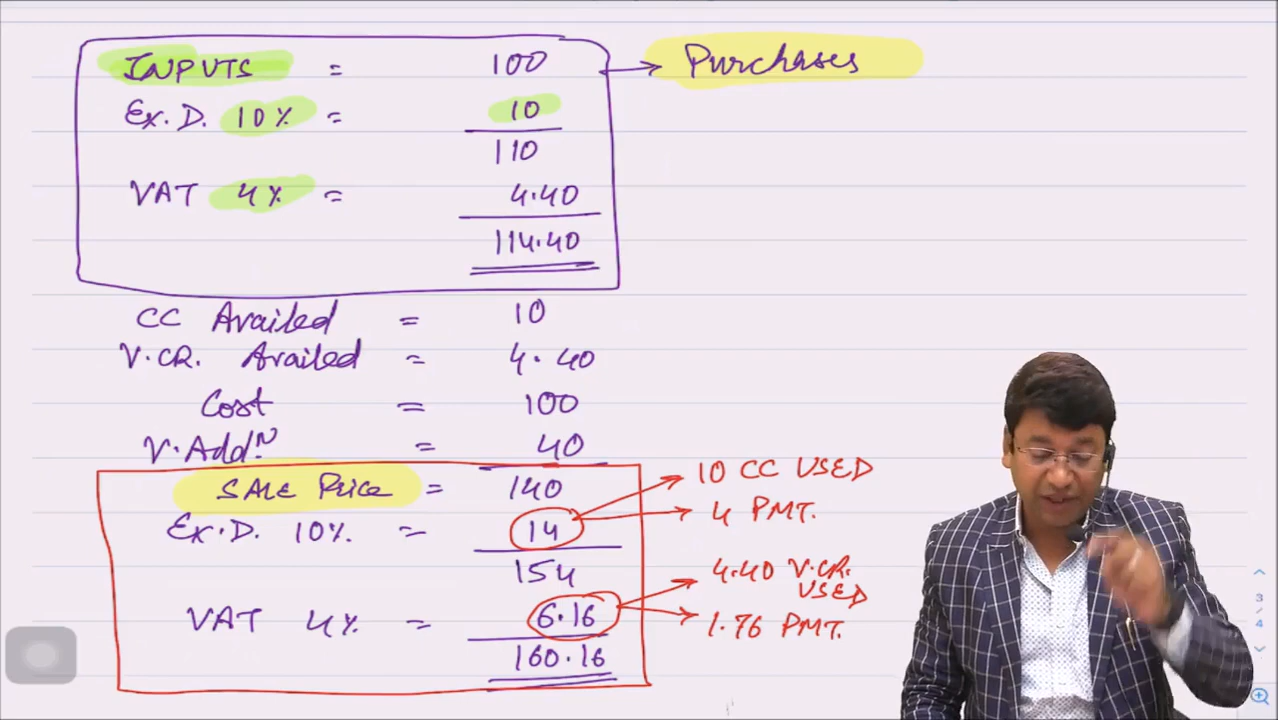 INPUTS = 100 → Purchases
Ex. D. 10% = 10
110
VAT 4% = 4.40
114.40
CC Availed = 10
V.CR. Availed = 4.40
Cost = 100
V.Addᴺ = 40
SALE Price = 140
10 CC USED
4 PMT.
Ex.D. 10% = 14
154
4.40 V.CR. USED
VAT 4% = 6.16
1.76 PMT.
160.16
3
4